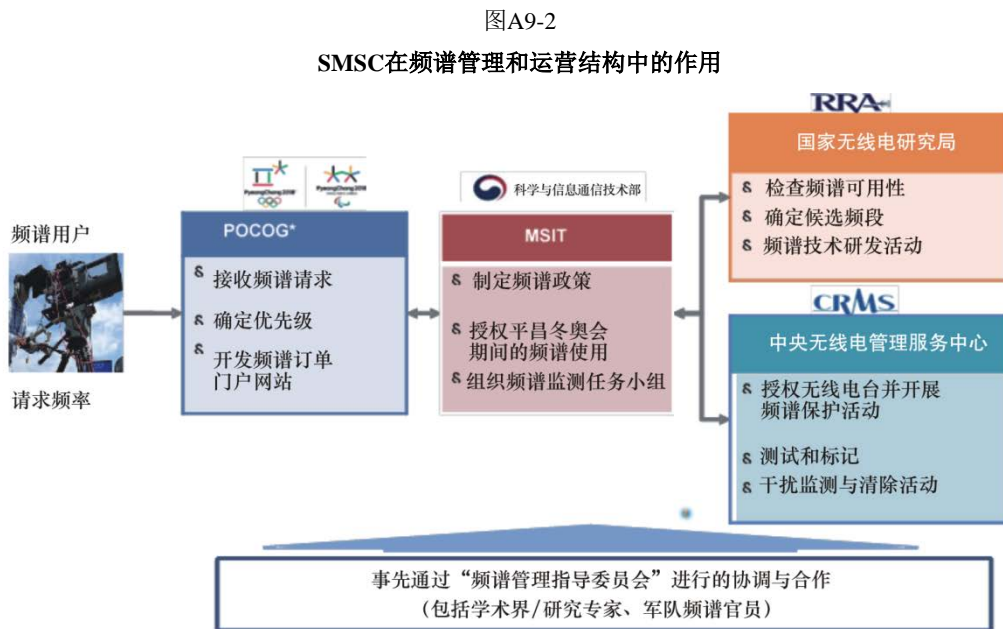 图A9-2
SMSC在频谱管理和运营结构中的作用
频谱用户
请求频率
PyeongChang 2018
PyeongChang 2018
POCOG*
& 接收频谱请求
& 确定优先级
& 开发频谱订单
门户网站
科学与信息通信技术部
MSIT
& 制定频谱政策
& 授权平昌冬奥会
期间的频谱使用
& 组织频谱监测任务小组
RRA
国家无线电研究局
& 检查频谱可用性
& 确定候选频段
& 频谱技术研发活动
CRMS
中央无线电管理服务中心
& 授权无线电台并开展
频谱保护活动
& 测试和标记
& 干扰监测与清除活动
事先通过“频谱管理指导委员会”进行的协调与合作
（包括学术界/研究专家、军队频谱官员）